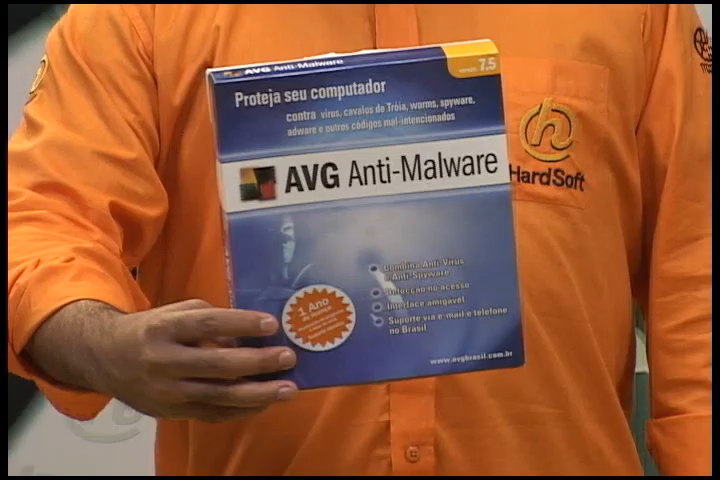 AVG Anti-Malware
versão 7.5
Proteja seu computador
contra vírus, cavalos de Tróia, worms, spyware,
adware e outros códigos mal-intencionados
AVG Anti-Malware
HardSoft
Combina Anti-Vírus
e Anti-Spyware
Detecção no acesso
Interface amigável
Suporte via e-mail e telefone
no Brasil
1 Ano
www.avgbrasil.com.br